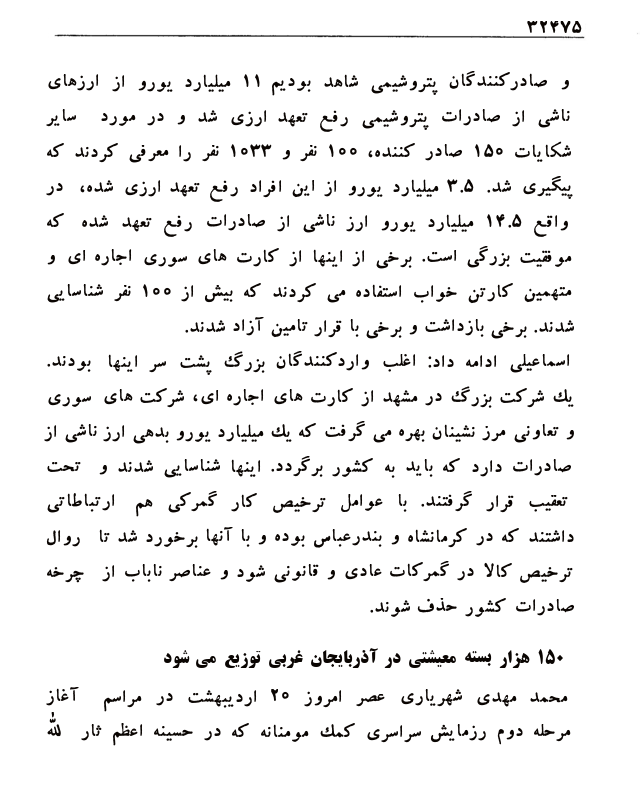 ۳۲۴۷۵
و صادرکنندگان پتروشیمی شاهد بودیم ۱۱ میلیارد یورو از ارزهای
ناشی از صادرات پتروشیمی رفع تعهد ارزی شد و در مورد سایر
شکایات ۱۵۰ صادر کننده، ۱۰۰ نفر و ۱۰۳۳ نفر را معرفی کردند که
پیگیری شد. ۳.۵ میلیارد یورو از این افراد رفع تعهد ارزی شده، در
واقع ۱۴.۵ میلیارد یورو ارز ناشی از صادرات رفع تعهد شده که
موفقیت بزرگی است. برخی از اینها از کارت های سوری اجاره ای و
متهمین کارتن خواب استفاده می کردند که بیش از ۱۰۰ نفر شناسایی
شدند. برخی بازداشت و برخی با قرار تامین آزاد شدند.
اسماعیلی ادامه داد: اغلب واردکنندگان بزرگ پشت سر اینها بودند.
یك شرکت بزرگ در مشهد از کارت های اجاره ای، شرکت های سوری
و تعاونی مرز نشینان بهره می گرفت که یك میلیارد یورو بدهی ارز ناشی از
صادرات دارد که باید به کشور برگردد. اینها شناسایی شدند و تحت
تعقیب قرار گرفتند. با عوامل ترخیص کار گمرکی هم ارتباطاتی
داشتند که در کرمانشاه و بندرعباس بوده و با آنها برخورد شد تا روال
ترخیص کالا در گمرکات عادی و قانونی شود و عناصر ناباب از چرخه
صادرات کشور حذف شوند.
۱۵۰ هزار بسته معیشتی در آذربایجان غربی توزیع می شود
محمد مهدی شهریاری عصر امروز ۲۰ اردیبهشت در مراسم آغاز
مرحله دوم رزمایش سراسری کمك مومنانه که در حسینه اعظم ثار الله